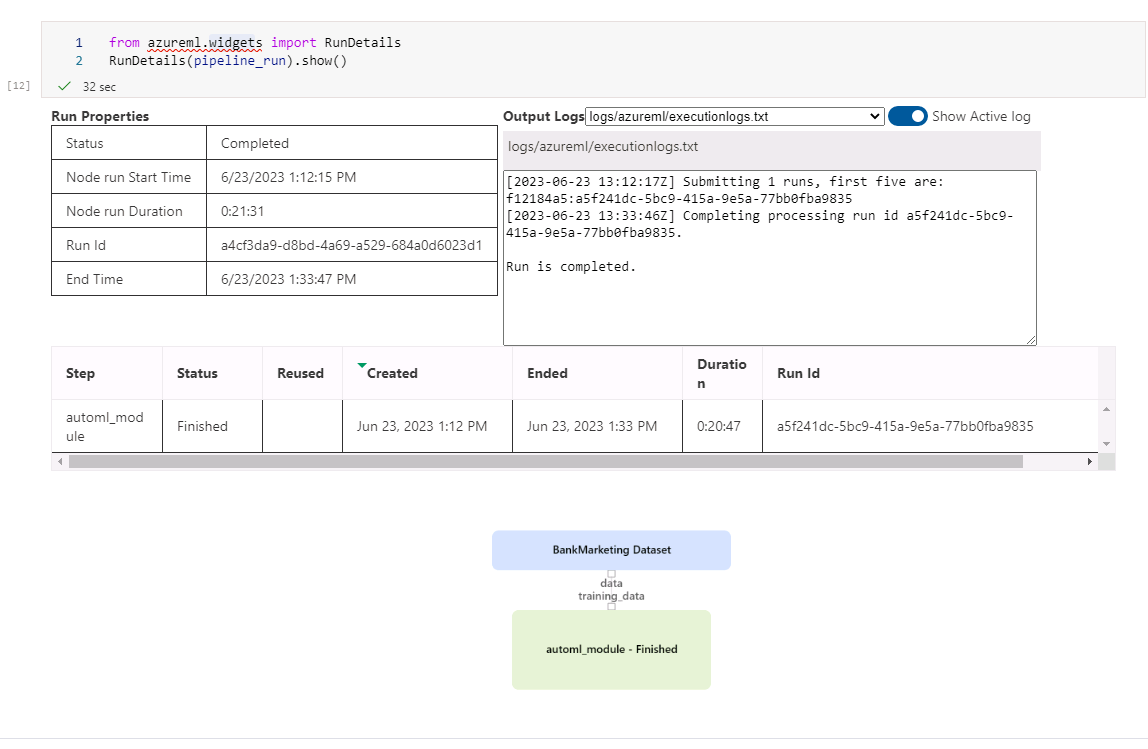 1 from azureml.widgets import RunDetails
2 RunDetails(pipeline_run).show()
[12] 32 sec
Run Properties
Status Completed
Node run Start Time 6/23/2023 1:12:15 PM
Node run Duration 0:21:31
Run Id a4cf3da9-d8bd-4a69-a529-684a0d6023d1
End Time 6/23/2023 1:33:47 PM
Output Logs logs/azureml/executionlogs.txt Show Active log
logs/azureml/executionlogs.txt
[2023-06-23 13:12:17Z] Submitting 1 runs, first five are:
f12184a5:a5f241dc-5bc9-415a-9e5a-77bb0fba9835
[2023-06-23 13:33:46Z] Completing processing run id a5f241dc-5bc9-
415a-9e5a-77bb0fba9835.
Run is completed.
Step Status Reused Created Ended Duratio
n Run Id
automl_mod
ule Finished Jun 23, 2023 1:12 PM Jun 23, 2023 1:33 PM 0:20:47 a5f241dc-5bc9-415a-9e5a-77bb0fba9835
BankMarketing Dataset
data
training_data
automl_module - Finished